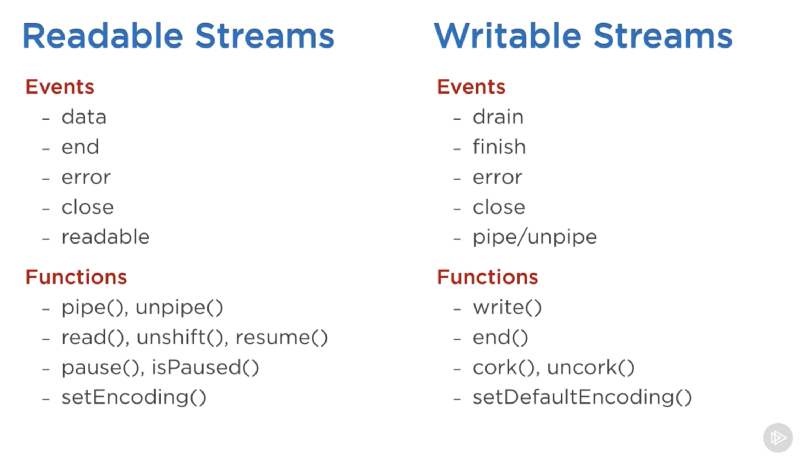 Readable Streams
Events
- data
- end
- error
- close
- readable
Functions
- pipe(), unpipe()
- read(), unshift(), resume()
- pause(), isPaused()
- setEncoding()
Writable Streams
Events
- drain
- finish
- error
- close
- pipe/unpipe
Functions
- write()
- end()
- cork(), uncork()
- setDefaultEncoding()